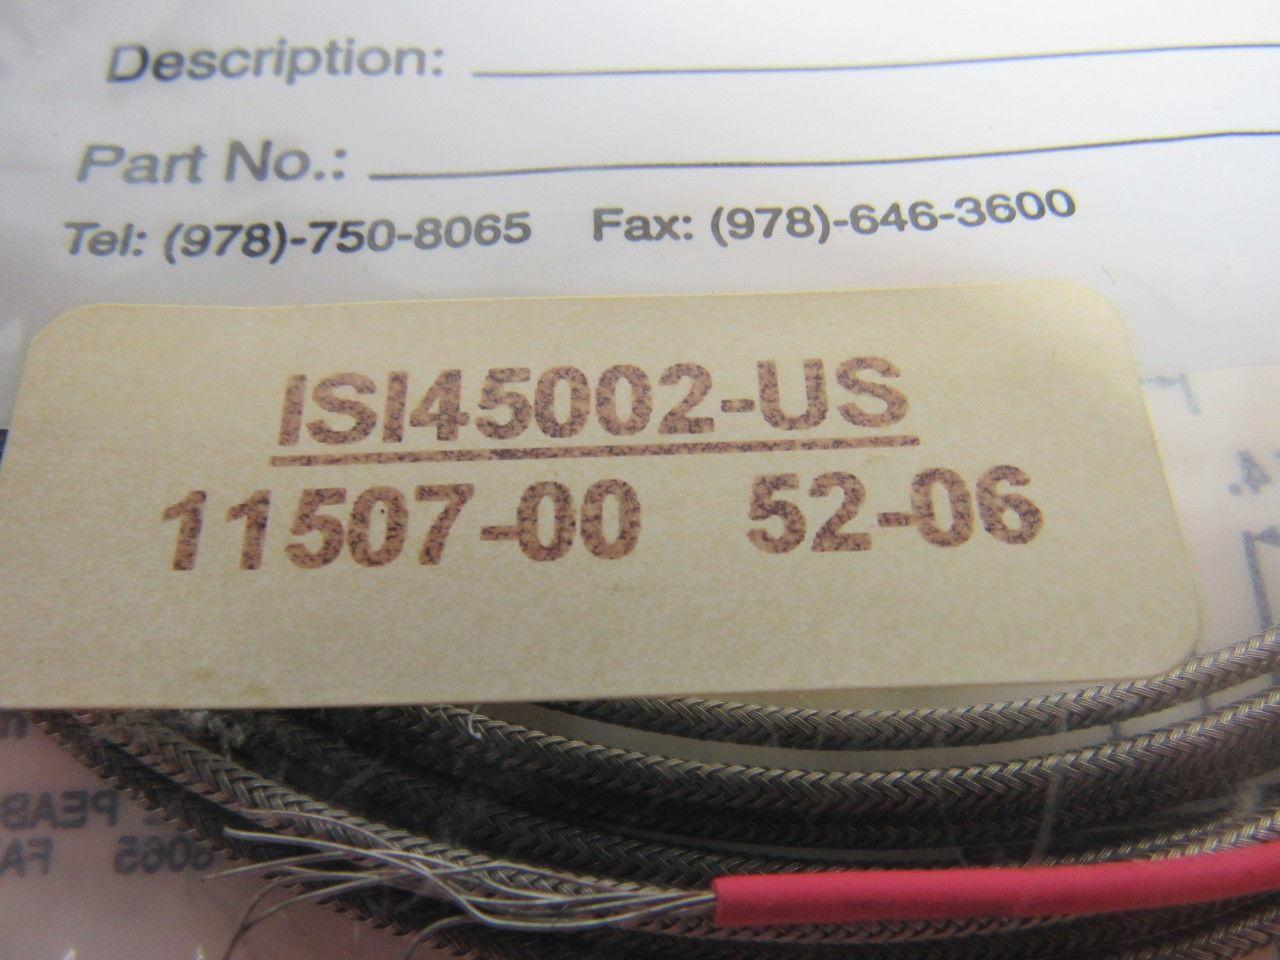 Description:
Part No.:
Tel: (978)-750-8065 Fax: (978)-646-3600
ISI45002-US
11507-00 52-06